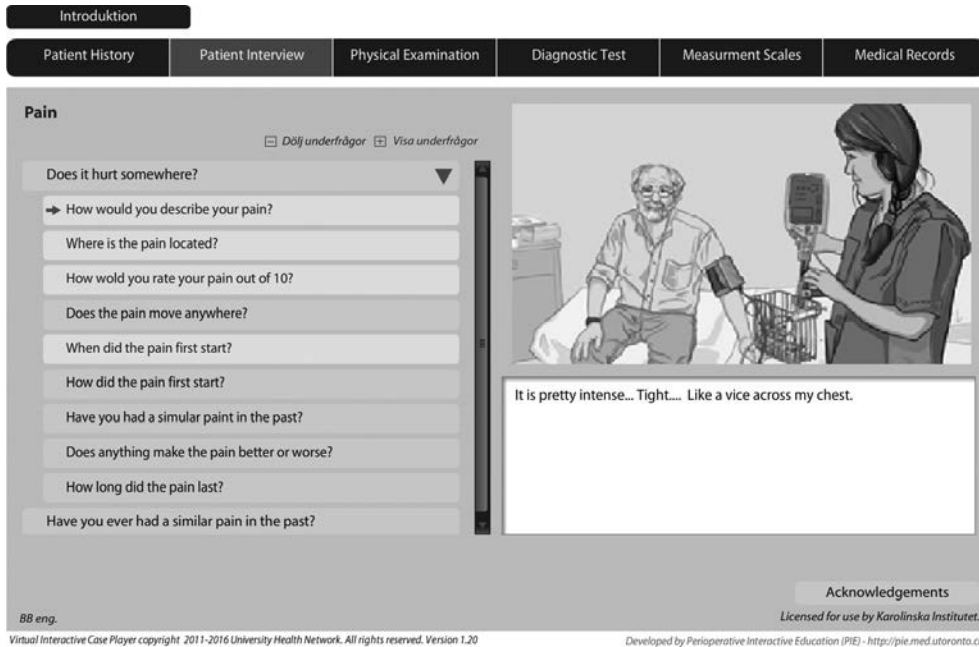 Introduktion
Patient History
Patient Interview
Physical Examination
Diagnostic Test
Measurment Scales
Medical Records
Pain
Dölj underfrågor
Visa underfrågor
Does it hurt somewhere?
How would you describe your pain?
Where is the pain located?
How wold you rate your pain out of 10?
Does the pain move anywhere?
When did the pain first start?
How did the pain first start?
Have you had a simular paint in the past?
Does anything make the pain better or worse?
How long did the pain last?
Have you ever had a similar pain in the past?
It is pretty intense... Tight.... Like a vice across my chest.
Acknowledgements
BB eng.
Licensed for use by Karolinska Institutet.
Virtual Interactive Case Player copyright 2011-2016 University Health Network. All rights reserved. Version 1.20
Developed by Perioperative Interactive Education (PIE) - http://pie.med.utoronto.c